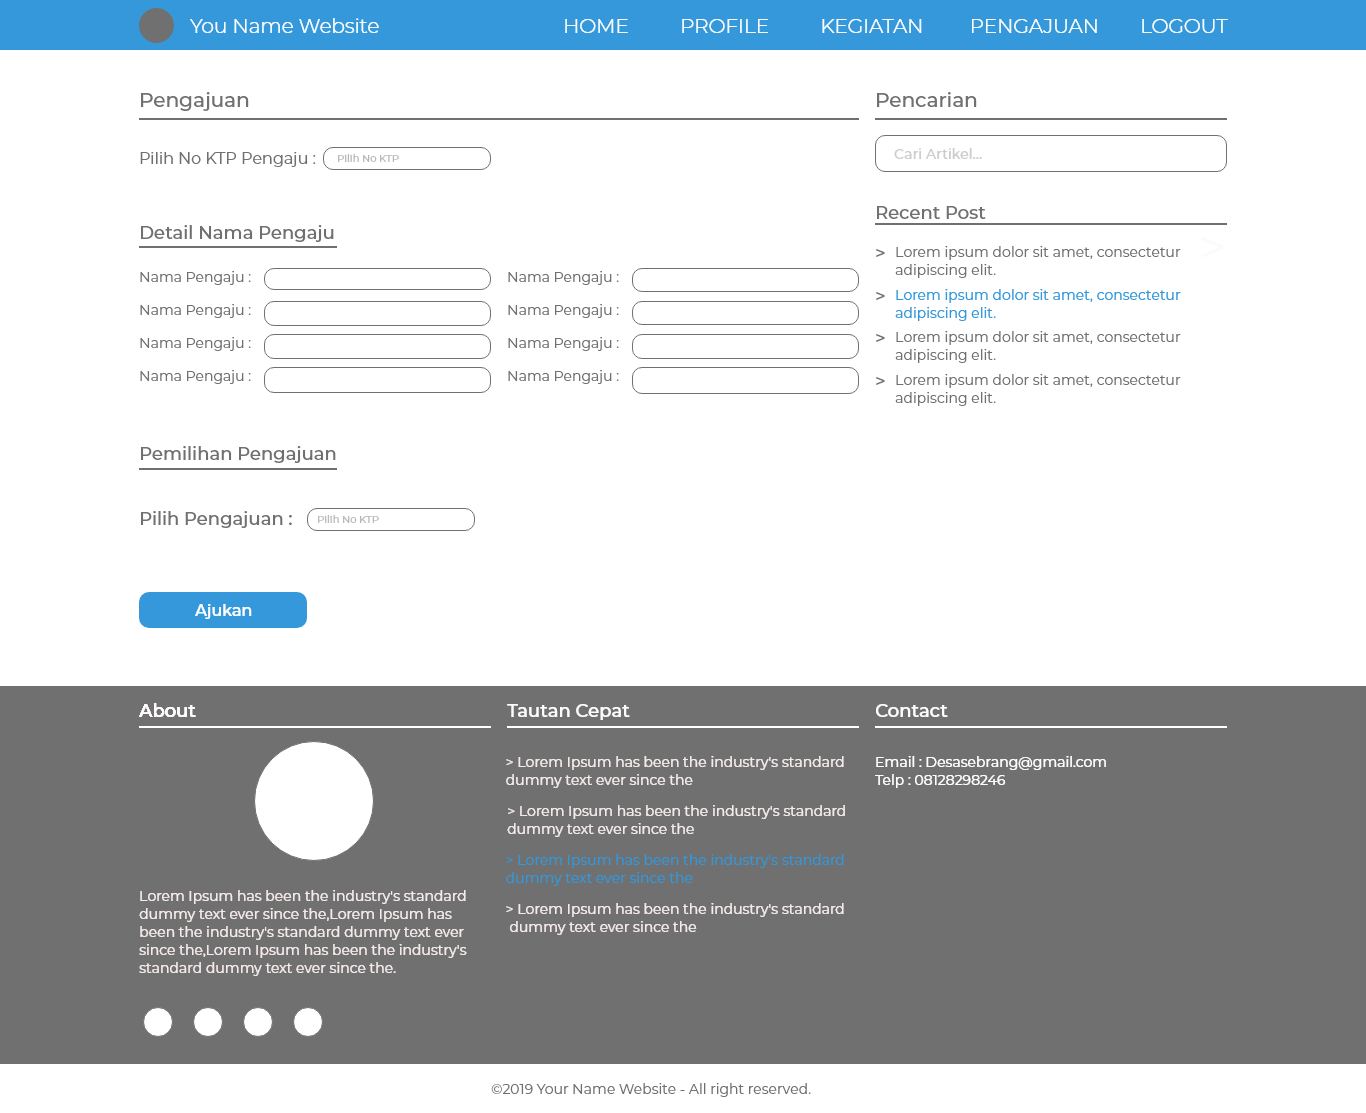 You Name Website
HOME
PROFILE
KEGIATAN
PENGAJUAN
LOGOUT
Pengajuan
Pilih No KTP Pengaju :
Pilih No KTP
Detail Nama Pengaju
Nama Pengaju :
Nama Pengaju :
Nama Pengaju :
Nama Pengaju :
Nama Pengaju :
Nama Pengaju :
Nama Pengaju :
Nama Pengaju :
Pemilihan Pengajuan
Pilih Pengajuan :
Pilih No KTP
Ajukan
Pencarian
Cari Artikel...
Recent Post
>
> Lorem ipsum dolor sit amet, consectetur
adipiscing elit.
> Lorem ipsum dolor sit amet, consectetur
adipiscing elit.
> Lorem ipsum dolor sit amet, consectetur
adipiscing elit.
> Lorem ipsum dolor sit amet, consectetur
adipiscing elit.
About
Lorem Ipsum has been the industry's standard
dummy text ever since the,Lorem Ipsum has
been the industry's standard dummy text ever
since the,Lorem Ipsum has been the industry's
standard dummy text ever since the.
Tautan Cepat
> Lorem Ipsum has been the industry's standard
dummy text ever since the
> Lorem Ipsum has been the industry's standard
dummy text ever since the
> Lorem Ipsum has been the industry's standard
dummy text ever since the
> Lorem Ipsum has been the industry's standard
dummy text ever since the
Contact
Email : Desasebrang@gmail.com
Telp : 08128298246
©2019 Your Name Website - All right reserved.